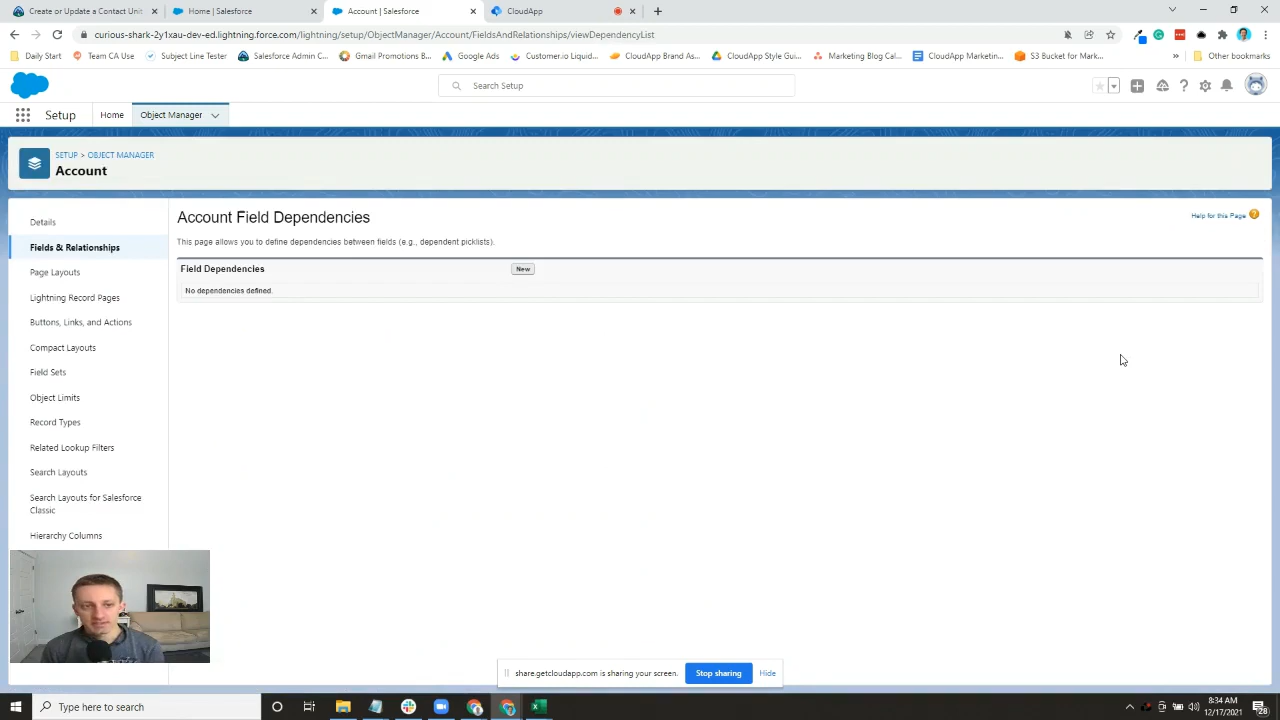 Create or Update a Contact Unit
Home | Salesforce
Account | Salesforce
CloudApp
curious-shark-2y1xau-dev-ed.lightning.force.com/lightning/setup/ObjectManager/Account/FieldsAndRelationships/viewDependencyList
Daily Start
Team CA Use
Subject Line Tester
Salesforce Admin C...
Gmail Promotions B...
Google Ads
Customer.io Liquid...
CloudApp Brand As...
CloudApp Style Gui...
Marketing Blog Cal...
CloudApp Marketin...
S3 Bucket for Mark...
»
Other bookmarks
Search Setup
Setup
Home
Object Manager
SETUP > OBJECT MANAGER
Account
Details
Fields & Relationships
Page Layouts
Lightning Record Pages
Buttons, Links, and Actions
Compact Layouts
Field Sets
Object Limits
Record Types
Related Lookup Filters
Search Layouts
Search Layouts for Salesforce
Classic
Hierarchy Columns
Account Field Dependencies
Help for this Page
This page allows you to define dependencies between fields (e.g., dependent picklists).
Field Dependencies
New
No dependencies defined.
share.getcloudapp.com is sharing your screen.
Stop sharing
Hide
Type here to search
8:34 AM
12/17/2021
28